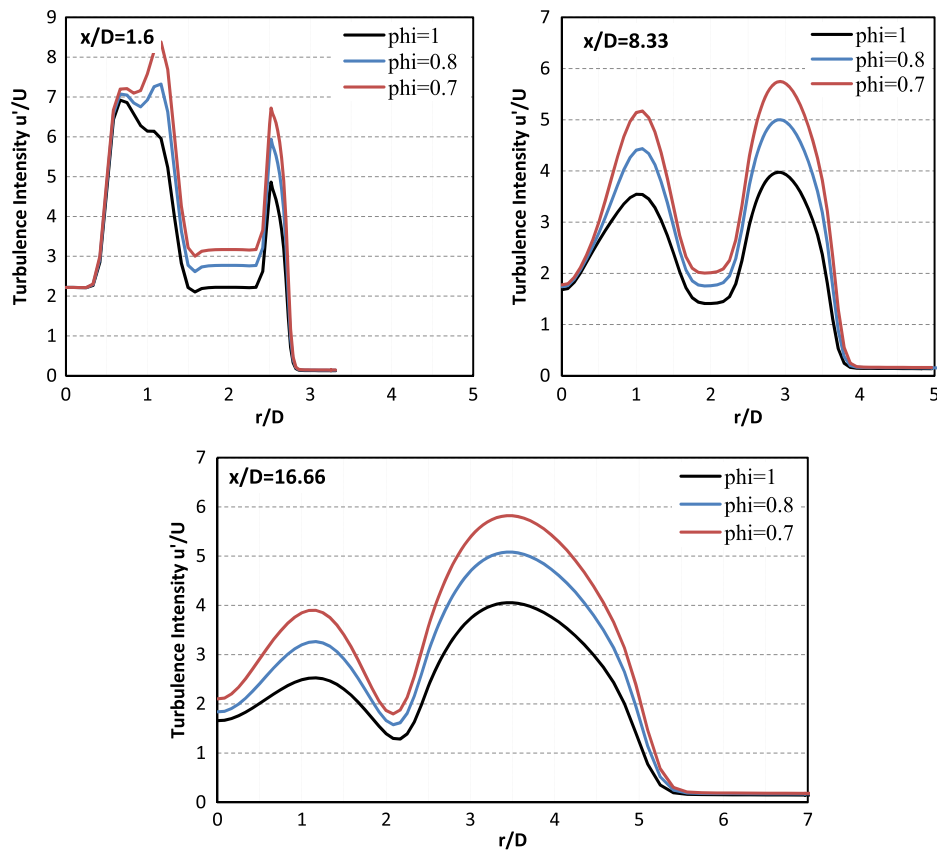 x/D=1.6
phi=1
phi=0.8
phi=0.7
Turbulence Intensity u'/U
9
8
7
6
5
4
3
2
1
0
0 1 2 3 4 5
r/D
x/D=8.33
phi=1
phi=0.8
phi=0.7
Turbulence Intensity u'/U
7
6
5
4
3
2
1
0
0 1 2 3 4 5
r/D
x/D=16.66
phi=1
phi=0.8
phi=0.7
Turbulence Intensity u'/U
7
6
5
4
3
2
1
0
0 1 2 3 4 5 6 7
r/D